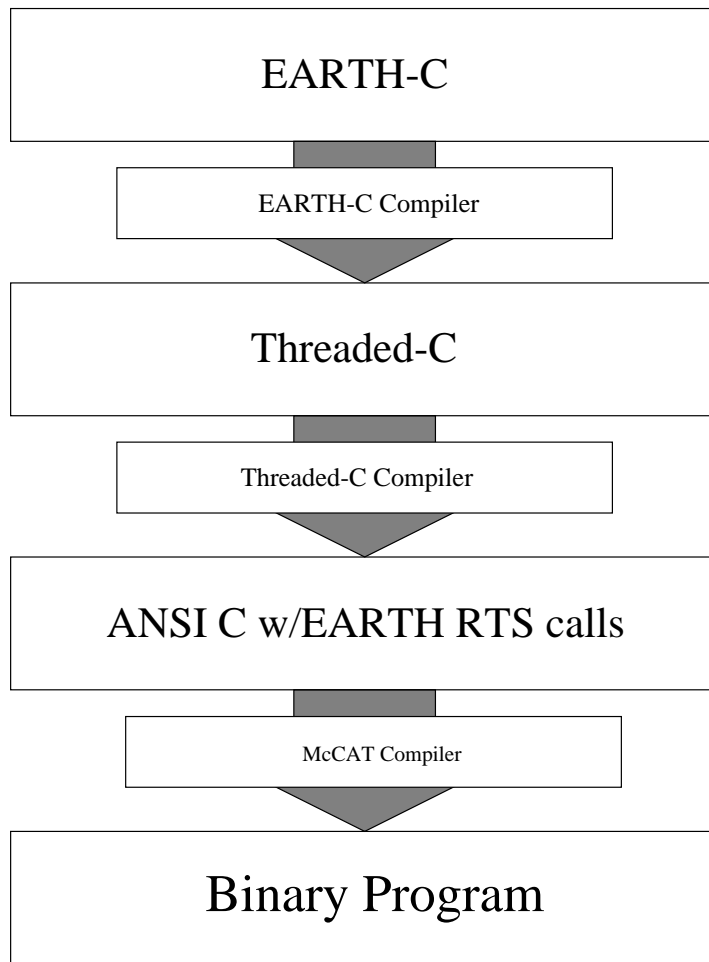 EARTH-C
EARTH-C Compiler
Threaded-C
Threaded-C Compiler
ANSI C w/EARTH RTS calls
McCAT Compiler
Binary Program